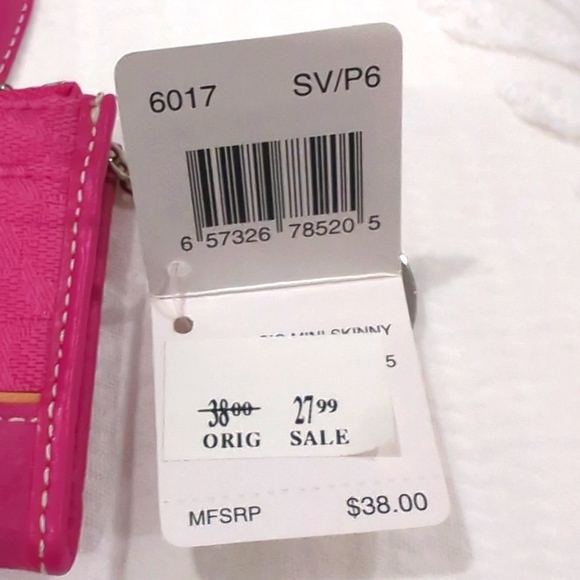 6017 SV/P6
6 57326 78520 5
MINI SKINNY
5
38.00 27.99
ORIG SALE
MFSRP $38.00